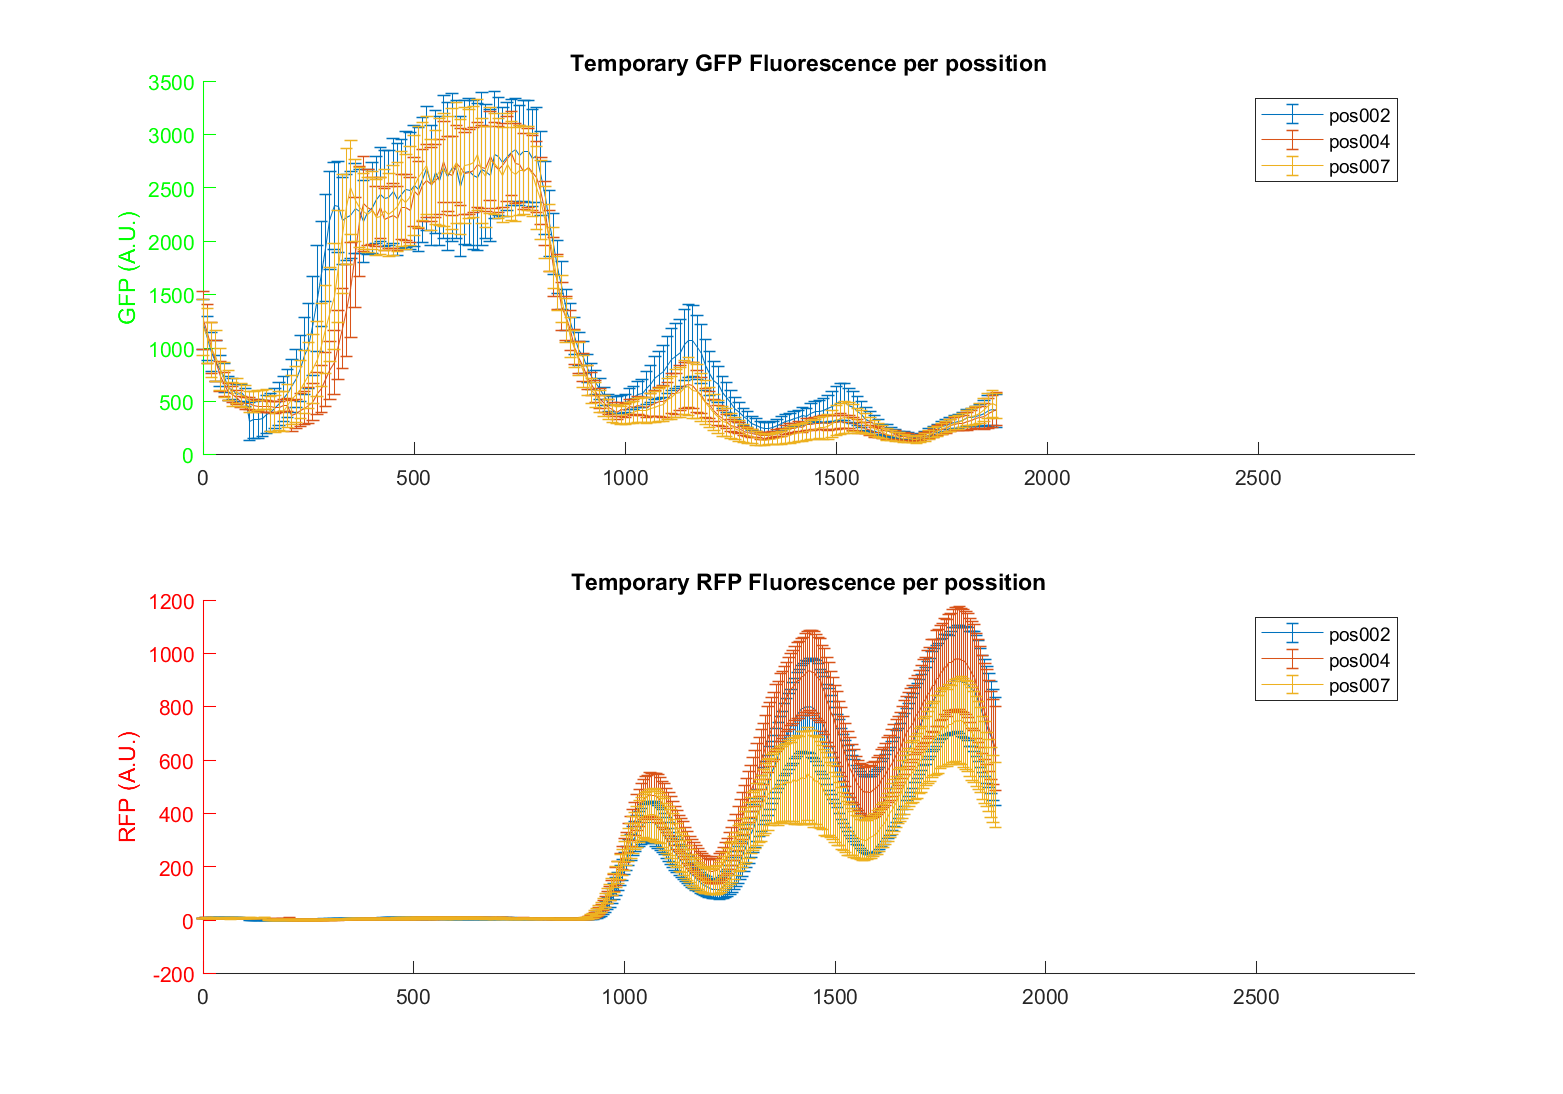 Temporary GFP Fluorescence per possition
3500
3000
2500
2000
1500
1000
500
0
GFP (A.U.)
pos002
pos004
pos007
0 500 1000 1500 2000 2500
Temporary RFP Fluorescence per possition
1200
1000
800
600
400
200
0
-200
RFP (A.U.)
pos002
pos004
pos007
0 500 1000 1500 2000 2500